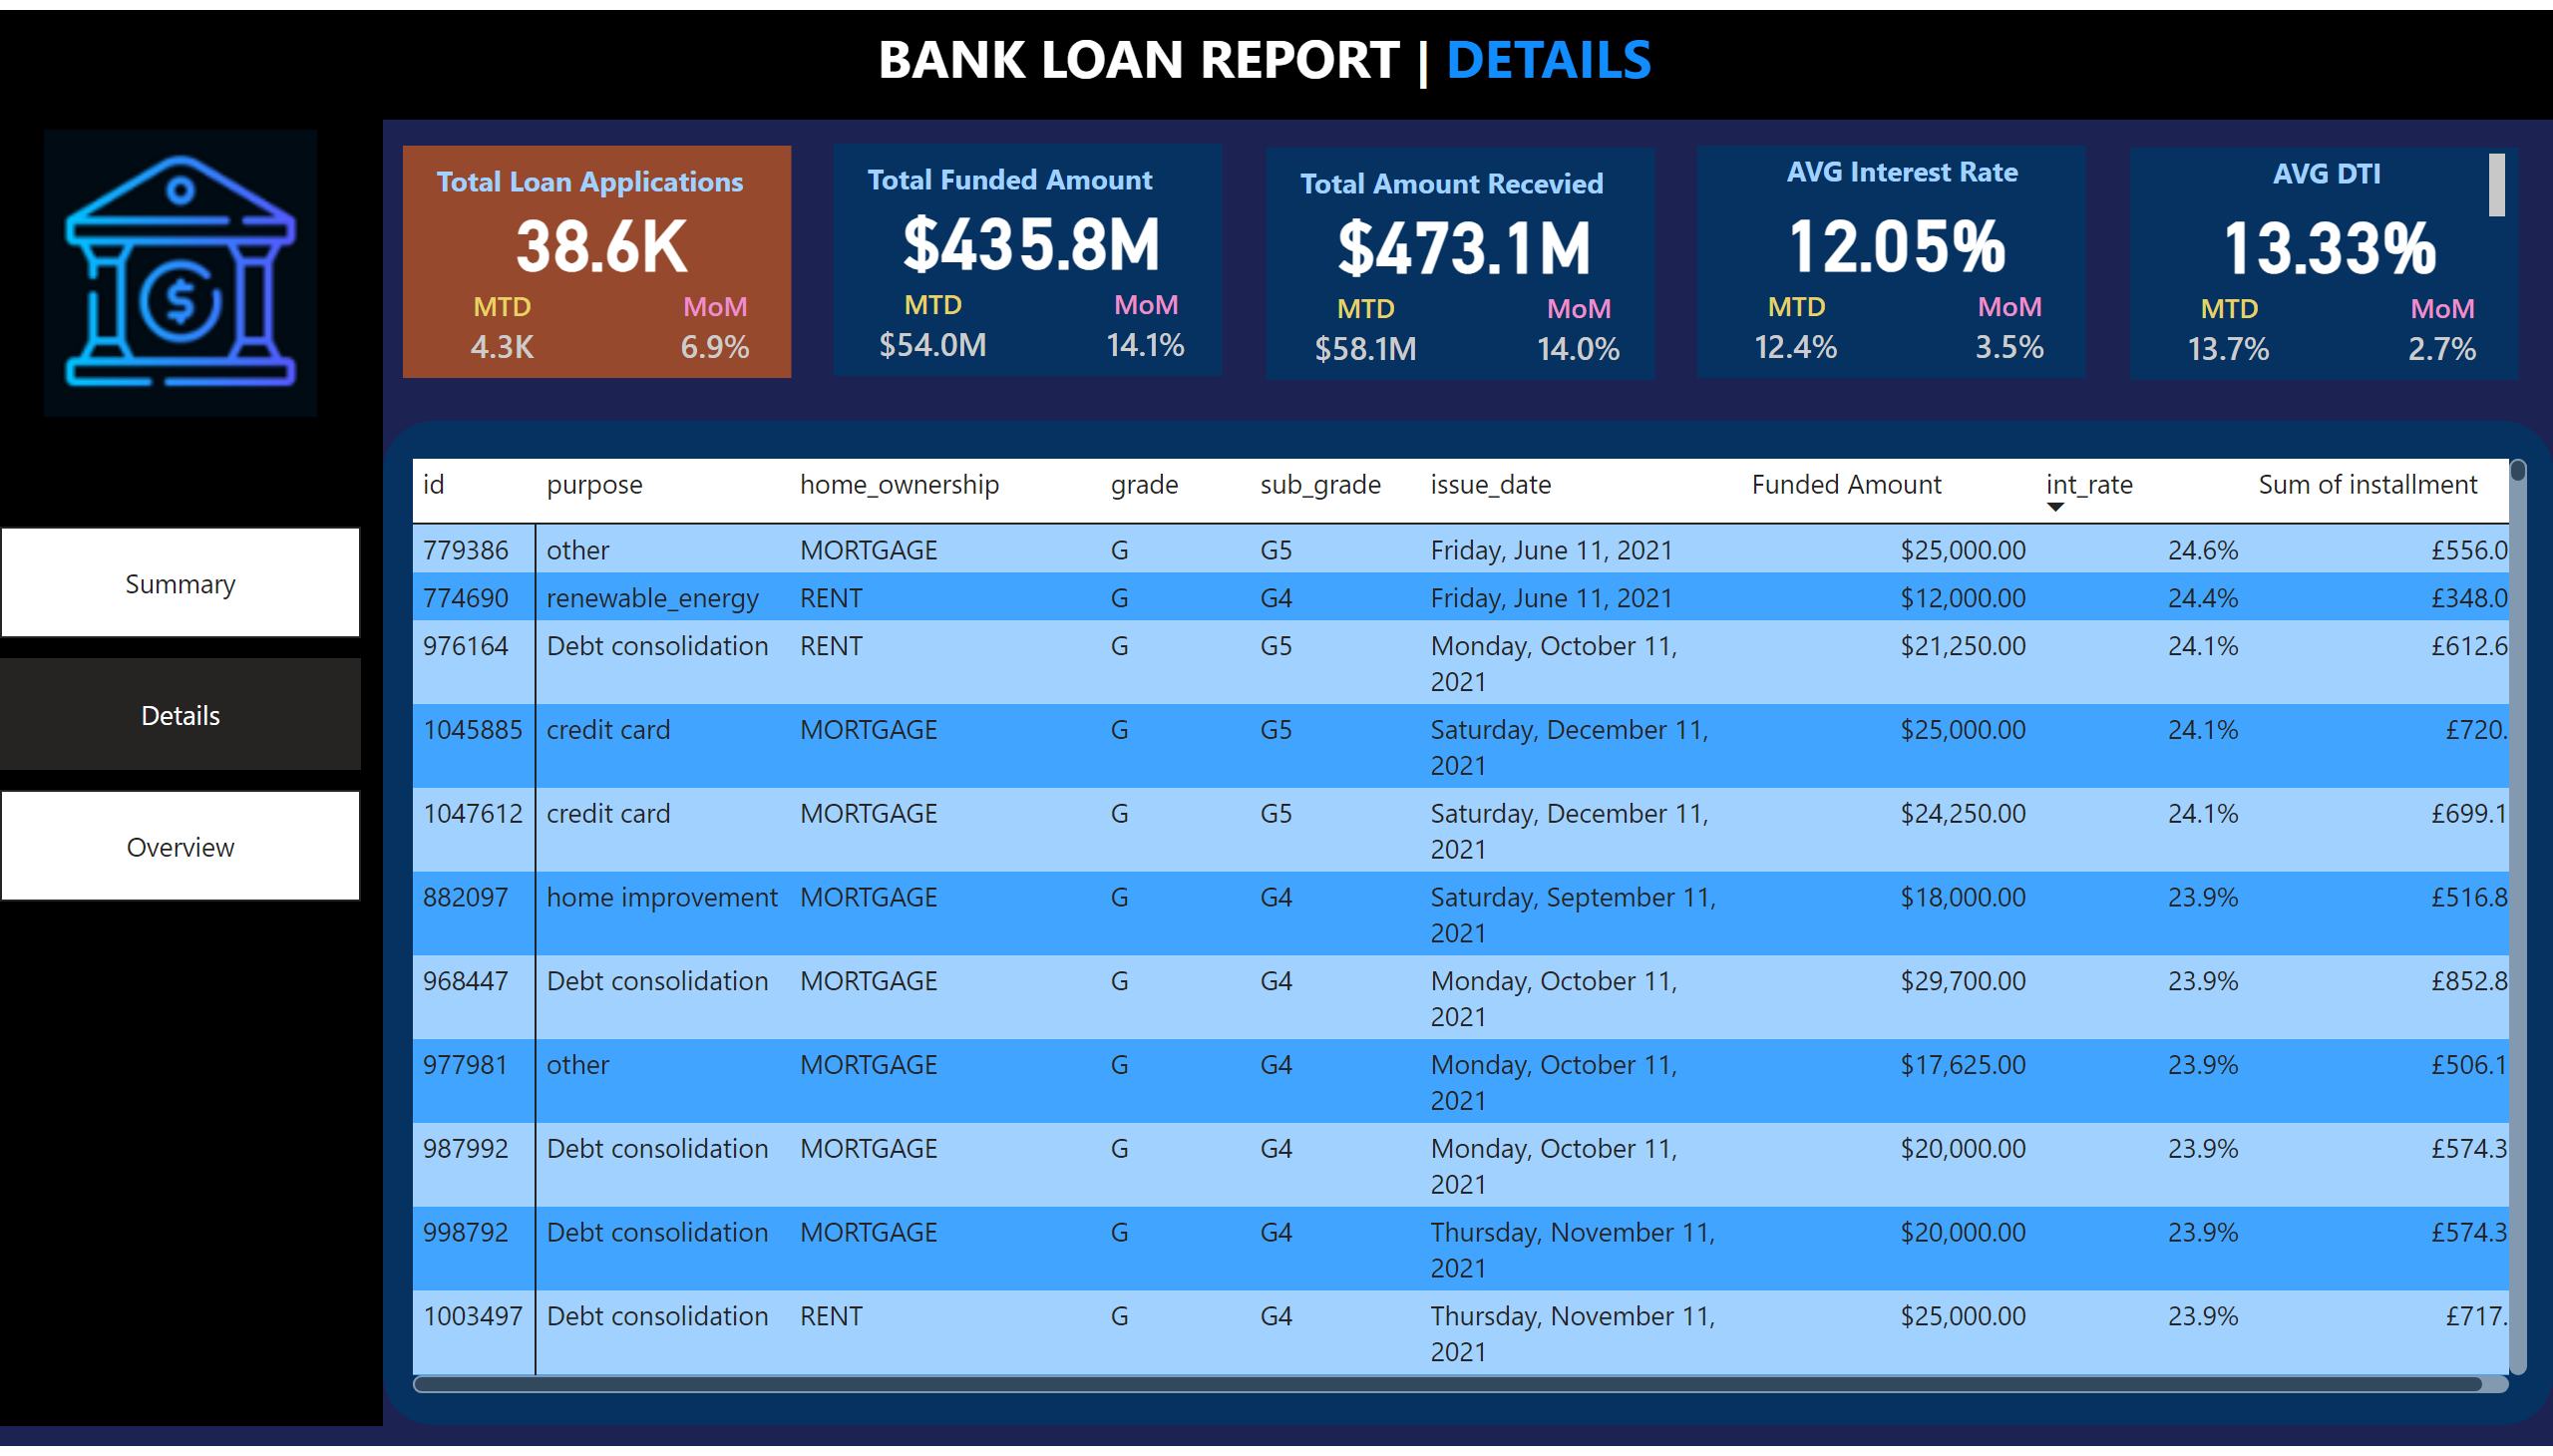 BANK LOAN REPORT | DETAILS
Total Loan Applications
38.6K
MTD MoM
4.3K 6.9%
Total Funded Amount
$435.8M
MTD MoM
$54.0M 14.1%
Total Amount Recevied
$473.1M
MTD MoM
$58.1M 14.0%
AVG Interest Rate
12.05%
MTD MoM
12.4% 3.5%
AVG DTI
13.33%
MTD MoM
13.7% 2.7%
Summary
Details
Overview
id purpose home_ownership grade sub_grade issue_date Funded Amount int_rate Sum of installment
779386 other MORTGAGE G G5 Friday, June 11, 2021 $25,000.00 24.6% £556.0
774690 renewable_energy RENT G G4 Friday, June 11, 2021 $12,000.00 24.4% £348.0
976164 Debt consolidation RENT G G5 Monday, October 11, $21,250.00 24.1% £612.6
2021
1045885 credit card MORTGAGE G G5 Saturday, December 11, $25,000.00 24.1% £720.
2021
1047612 credit card MORTGAGE G G5 Saturday, December 11, $24,250.00 24.1% £699.1
2021
882097 home improvement MORTGAGE G G4 Saturday, September 11, $18,000.00 23.9% £516.8
2021
968447 Debt consolidation MORTGAGE G G4 Monday, October 11, $29,700.00 23.9% £852.8
2021
977981 other MORTGAGE G G4 Monday, October 11, $17,625.00 23.9% £506.1
2021
987992 Debt consolidation MORTGAGE G G4 Monday, October 11, $20,000.00 23.9% £574.3
2021
998792 Debt consolidation MORTGAGE G G4 Thursday, November 11, $20,000.00 23.9% £574.3
2021
1003497 Debt consolidation RENT G G4 Thursday, November 11, $25,000.00 23.9% £717.
2021